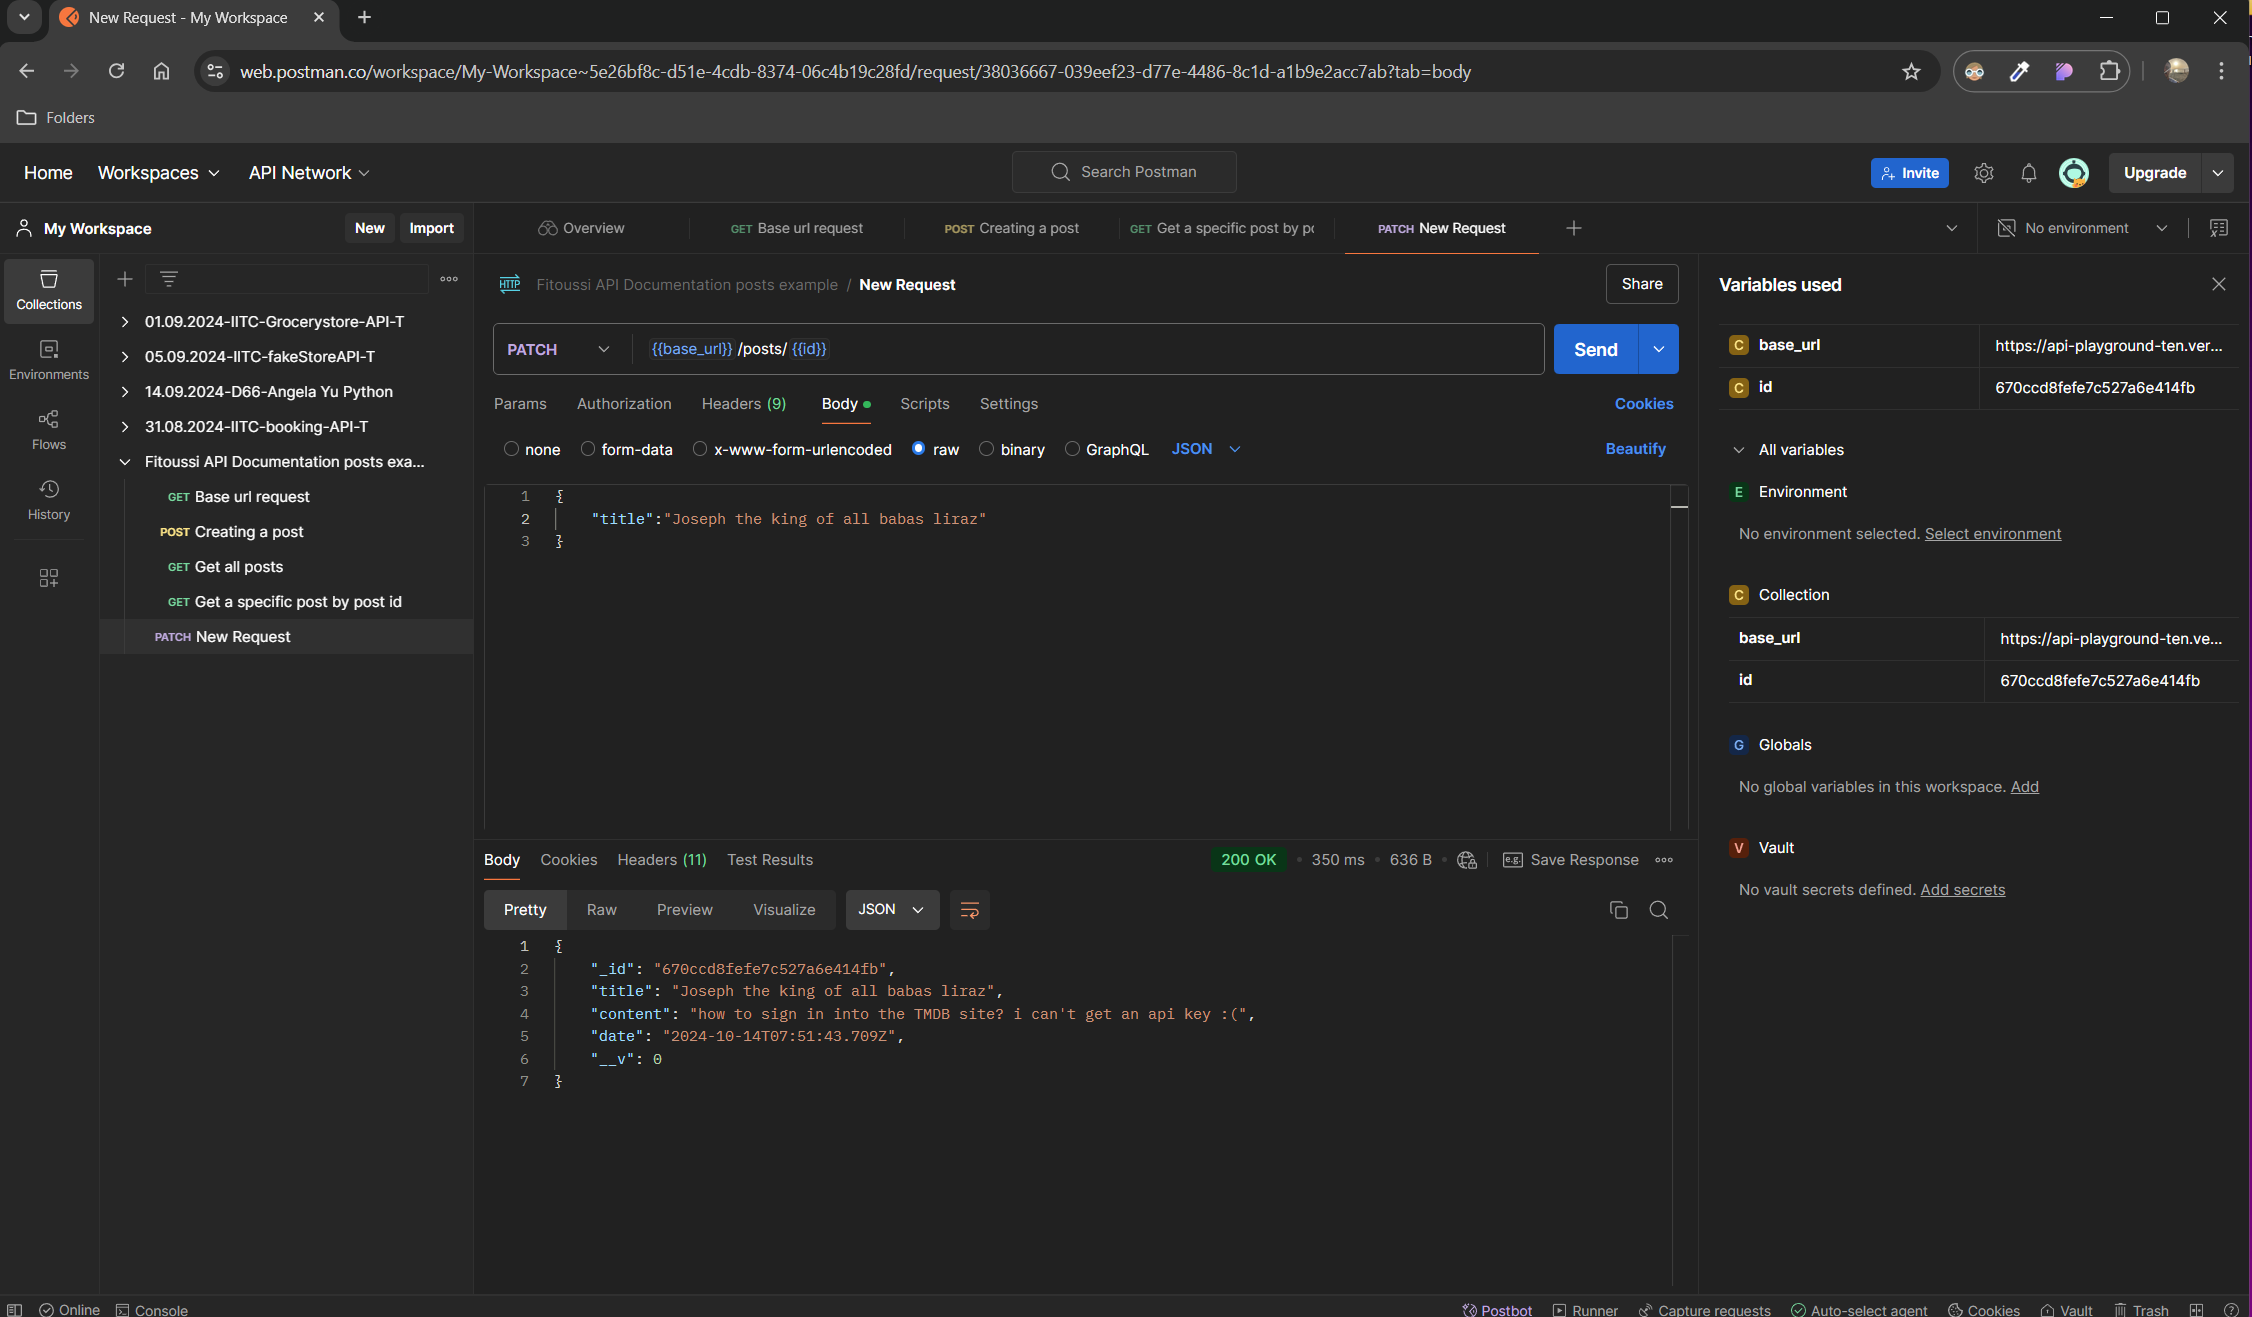 New Request - My Workspace
web.postman.co/workspace/My-Workspace~5e26bf8c-d51e-4cdb-8374-06c4b19c28fd/request/38036667-039eef23-d77e-4486-8c1d-a1b9e2acc7ab?tab=body
Folders
Home Workspaces API Network Search Postman Invite Upgrade
My Workspace New Import
Overview GET Base url request POST Creating a post GET Get a specific post by po PATCH New Request No environment
Collections
Environments
Flows
History
01.09.2024-IITC-Grocerystore-API-T
05.09.2024-IITC-fakeStoreAPI-T
14.09.2024-D66-Angela Yu Python
31.08.2024-IITC-booking-API-T
Fitoussi API Documentation posts exa...
GET Base url request
POST Creating a post
GET Get all posts
GET Get a specific post by post id
PATCH New Request
HTTP Fitoussi API Documentation posts example / New Request Share
PATCH {{base_url}}/posts/{{id}} Send
Params Authorization Headers (9) Body Scripts Settings Cookies
none form-data x-www-form-urlencoded raw binary GraphQL JSON Beautify
1 {
2 "title":"Joseph the king of all babas liraz"
3 }
Body Cookies Headers (11) Test Results 200 OK 350 ms 636 B e.g. Save Response
Pretty Raw Preview Visualize JSON
1 {
2 "_id": "670ccd8fefe7c527a6e414fb",
3 "title": "Joseph the king of all babas liraz",
4 "content": "how to sign in into the TMDB site? i can't get an api key :(",
5 "date": "2024-10-14T07:51:43.709Z",
6 "__v": 0
7 }
Variables used
C base_url https://api-playground-ten.ver...
C id 670ccd8fefe7c527a6e414fb
All variables
E Environment
No environment selected. Select environment
C Collection
base_url https://api-playground-ten.ve...
id 670ccd8fefe7c527a6e414fb
G Globals
No global variables in this workspace. Add
V Vault
No vault secrets defined. Add secrets
Online Console Postbot Runner Capture requests Auto-select agent Cookies Vault Trash